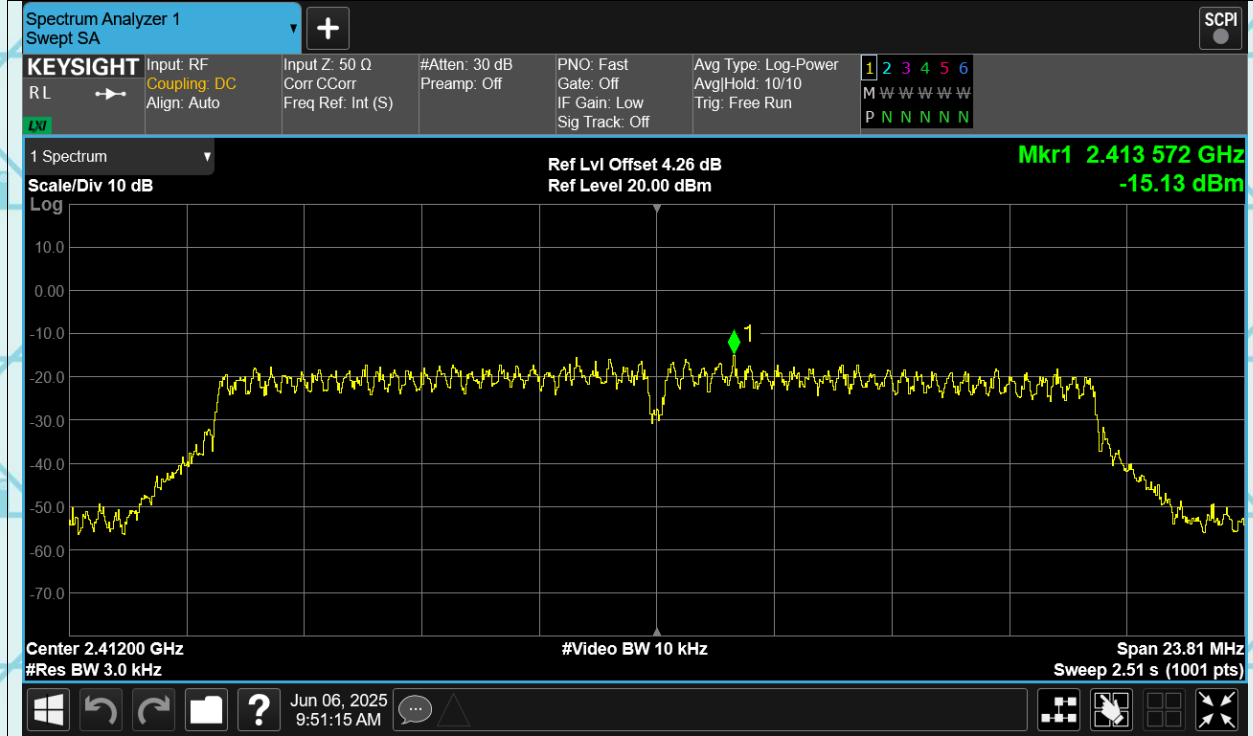 Spectrum Analyzer 1
Swept SA
SCPI
KEYSIGHT
R L
LXI
Input: RF
Coupling: DC
Align: Auto
Input Z: 50 Ω
Corr CCorr
Freq Ref: Int (S)
#Atten: 30 dB
Preamp: Off
PNO: Fast
Gate: Off
IF Gain: Low
Sig Track: Off
Avg Type: Log-Power
Avg|Hold: 10/10
Trig: Free Run
1 2 3 4 5 6
M W W W W W
P N N N N N
1 Spectrum
Scale/Div 10 dB
Ref Lvl Offset 4.26 dB
Ref Level 20.00 dBm
Mkr1 2.413 572 GHz
-15.13 dBm
Log
10.0
0.00
-10.0
-20.0
-30.0
-40.0
-50.0
-60.0
-70.0
1
Center 2.41200 GHz
#Res BW 3.0 kHz
#Video BW 10 kHz
Span 23.81 MHz
Sweep 2.51 s (1001 pts)
?
Jun 06, 2025
9:51:15 AM